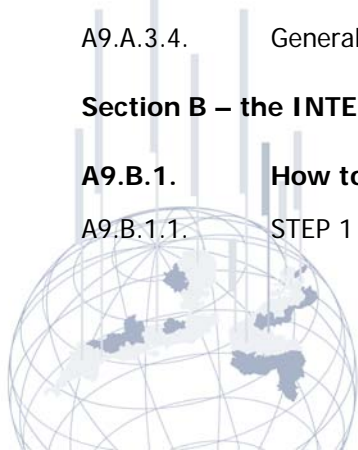 A9.A.3.4. General
Section B – the INTE
A9.B.1. How to
A9.B.1.1. STEP 1